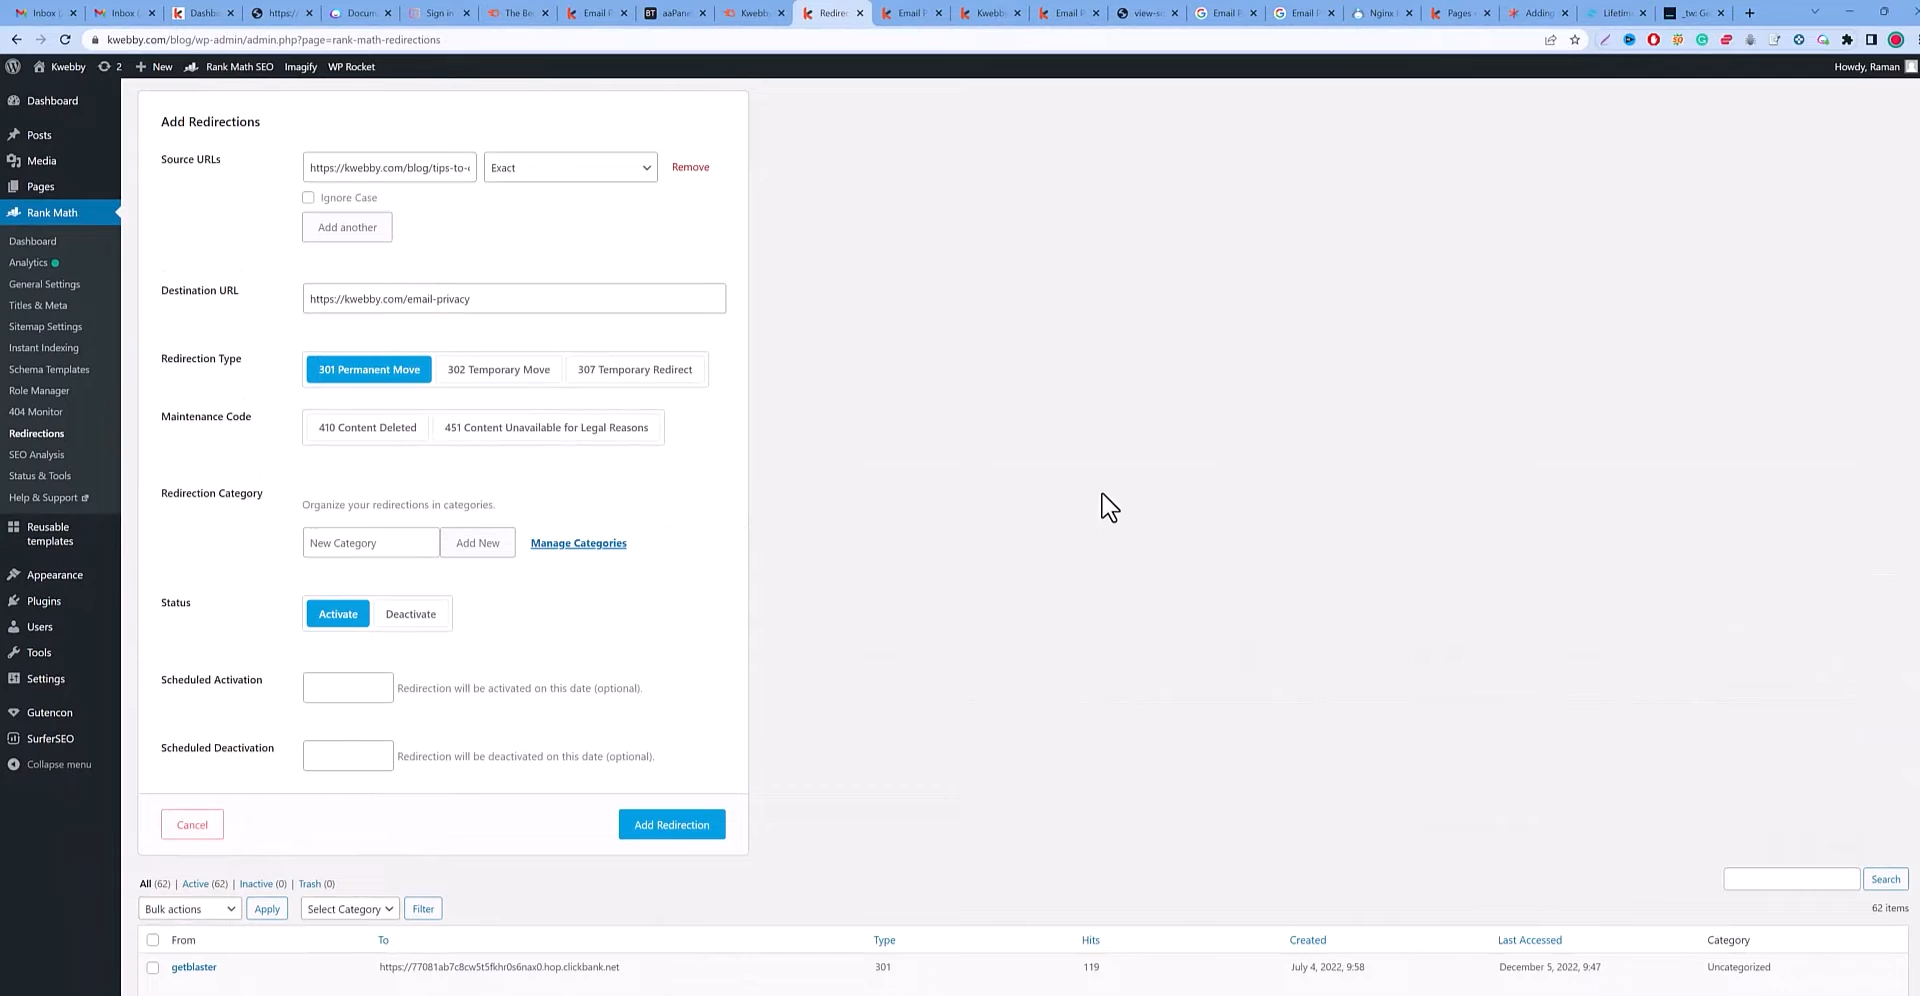 Inbox (
Inbox (
Dashb
https:/
Docum
Sign in
The Be
Email P
aaPane
Kwebb
Redirec
Email P
Kwebb
Email P
view-so
Email P
Email P
Nginx
Pages
Adding
Lifetim
_tw: Ge
kwebby.com/blog/wp-admin/admin.php?page=rank-math-redirections
Kwebby 2 New Rank Math SEO Imagify WP Rocket Howdy, Raman
Dashboard
Posts
Media
Pages
Rank Math
Dashboard
Analytics
General Settings
Titles & Meta
Sitemap Settings
Instant Indexing
Schema Templates
Role Manager
404 Monitor
Redirections
SEO Analysis
Status & Tools
Help & Support
Reusable
templates
Appearance
Plugins
Users
Tools
Settings
Gutencon
SurferSEO
Collapse menu
Add Redirections
Source URLs
https://kwebby.com/blog/tips-to- Exact Remove
Ignore Case
Add another
Destination URL
https://kwebby.com/email-privacy
Redirection Type
301 Permanent Move 302 Temporary Move 307 Temporary Redirect
Maintenance Code
410 Content Deleted 451 Content Unavailable for Legal Reasons
Redirection Category
Organize your redirections in categories.
New Category Add New Manage Categories
Status
Activate Deactivate
Scheduled Activation
Redirection will be activated on this date (optional).
Scheduled Deactivation
Redirection will be deactivated on this date (optional).
Cancel Add Redirection
All (62) | Active (62) | Inactive (0) | Trash (0)
Search
Bulk actions Apply Select Category Filter
62 items
From To Type Hits Created Last Accessed Category
getblaster https://77081ab7c8cw5t5fkhr0s6nax0.hop.clickbank.net 301 119 July 4, 2022, 9:58 December 5, 2022, 9:47 Uncategorized